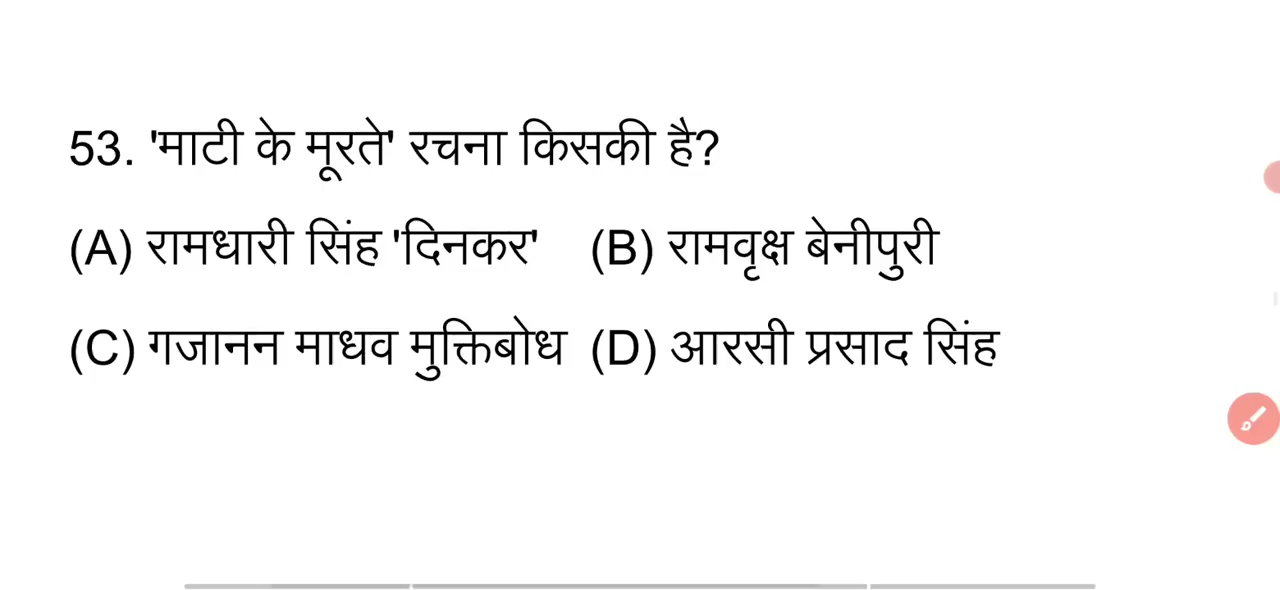 53. 'माटी के मूरते' रचना किसकी है?
(A) रामधारी सिंह 'दिनकर' (B) रामवृक्ष बेनीपुरी
(C) गजानन माधव मुक्तिबोध (D) आरसी प्रसाद सिंह